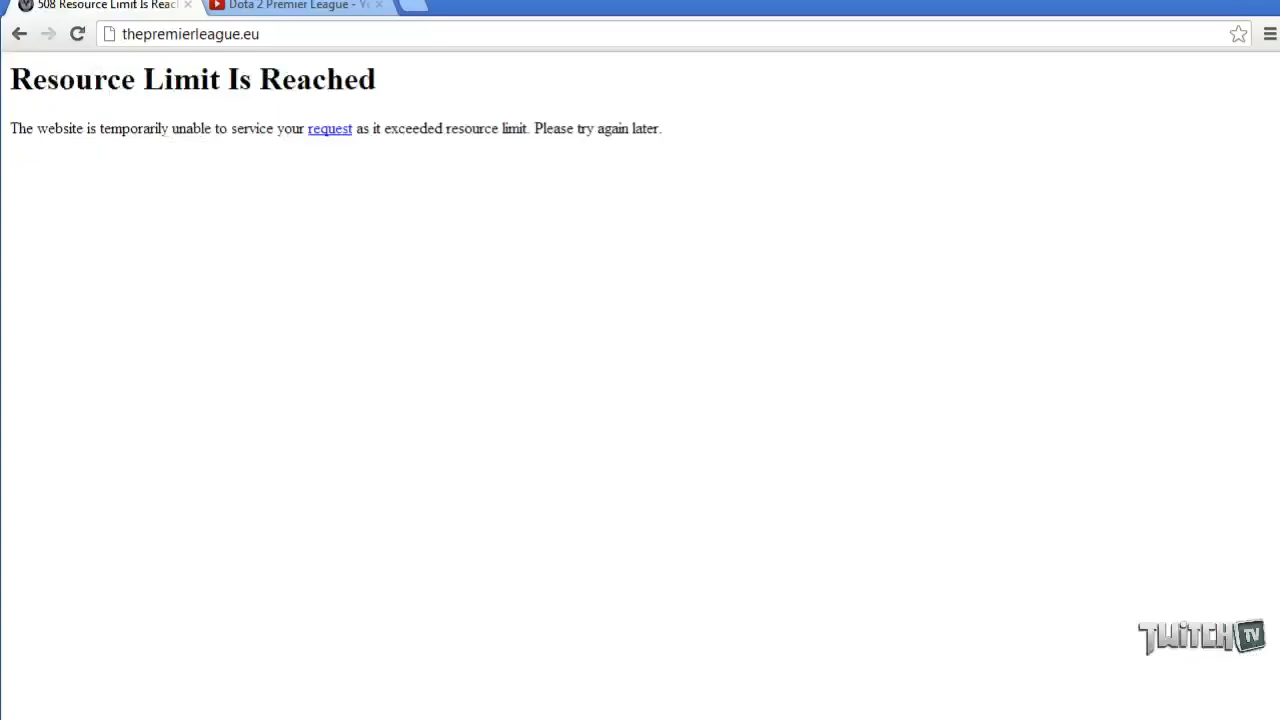 508 Resource Limit Is Reac
Dota 2 Premier League -
thepremierleague.eu
Resource Limit Is Reached
The website is temporarily unable to service your request as it exceeded resource limit. Please try again later.
TWiTCH TV